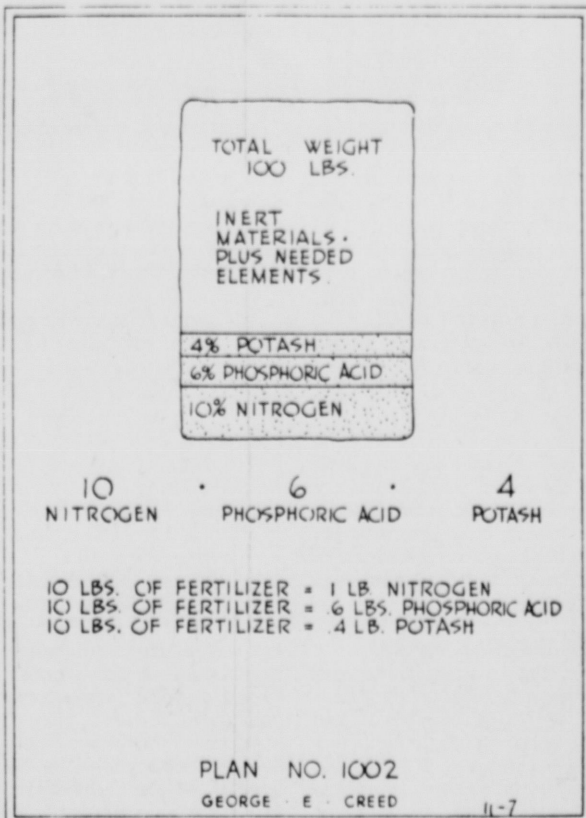 TOTAL WEIGHT
100 LBS.
INERT
MATERIALS.
PLUS NEEDED
ELEMENTS.
4% POTASH
6% PHOSPHORIC ACID
10% NITROGEN
10 · 6 · 4
NITROGEN PHOSPHORIC ACID POTASH
10 LBS. OF FERTILIZER = 1 LB. NITROGEN
10 LBS. OF FERTILIZER = .6 LBS. PHOSPHORIC ACID
10 LBS. OF FERTILIZER = .4 LB. POTASH
PLAN NO. 1002
GEORGE · E · CREED
IL-7